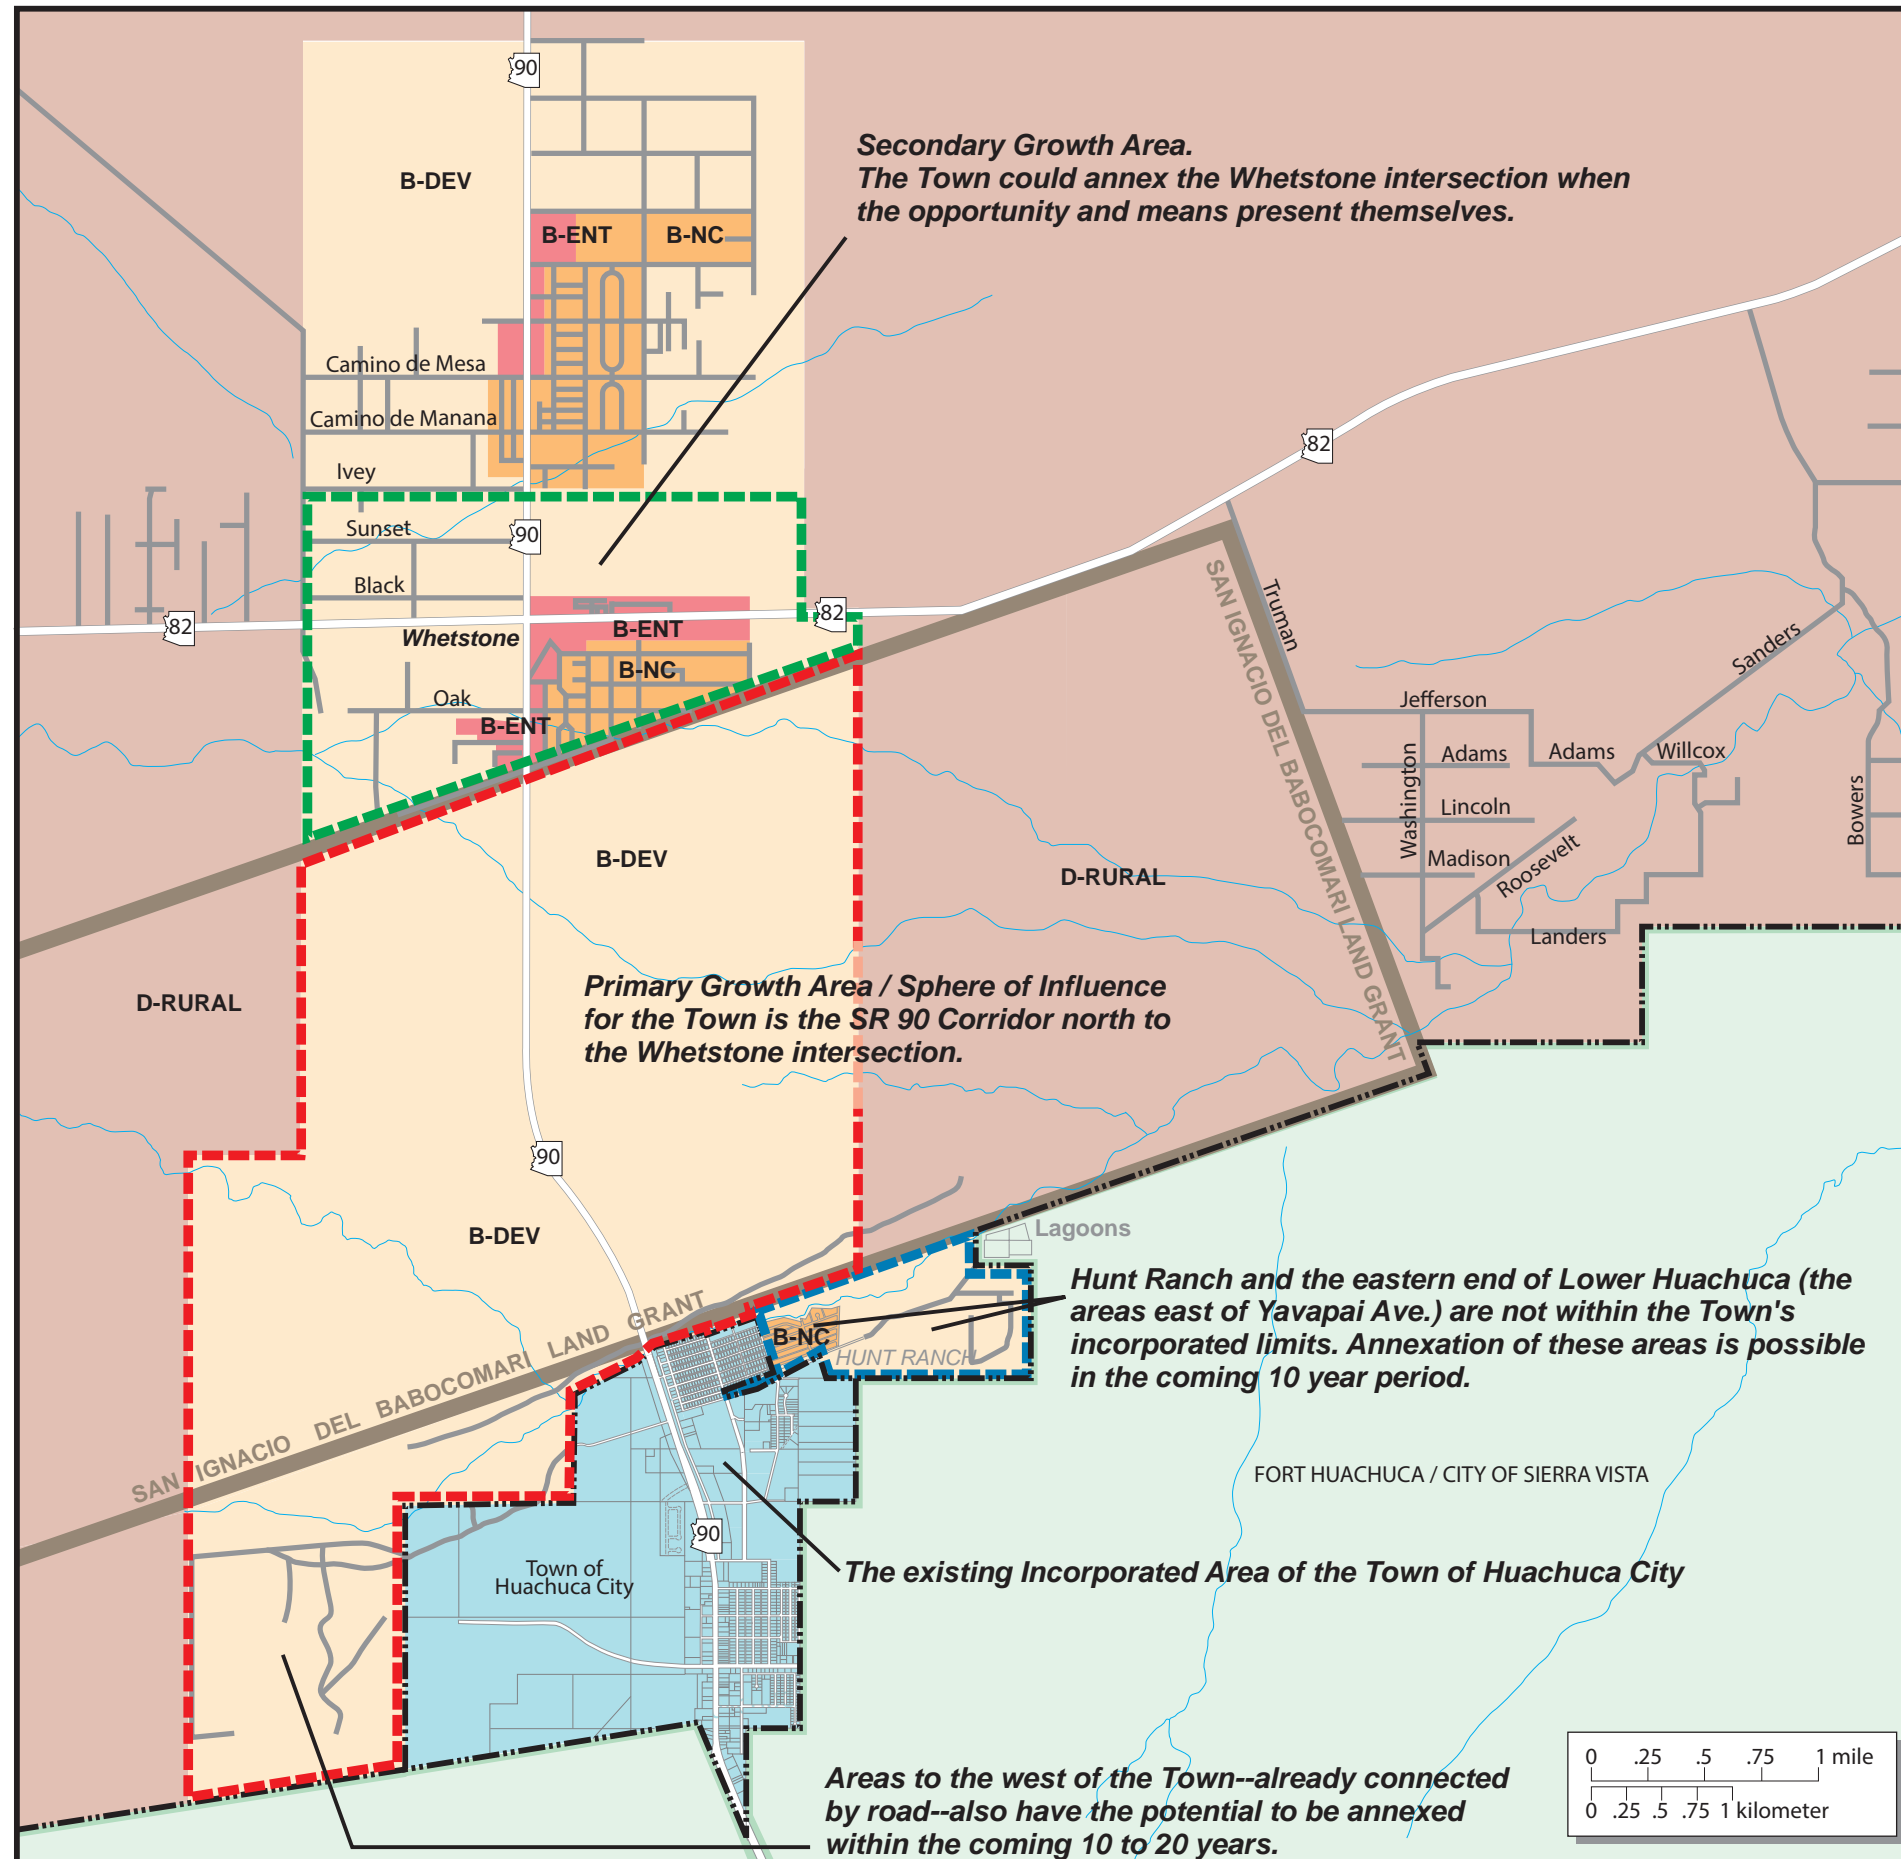 90
Secondary Growth Area.
The Town could annex the Whetstone intersection when
the opportunity and means present themselves.
B-DEV
B-ENT
B-NC
Camino de Mesa
Camino de Manana
Ivey
82
Sunset
90
Black
82
Whetstone
B-ENT
82
B-NC
Oak
B-ENT
SAN IGNACIO DEL BABOCOMARI LAND GRANT
Truman
Sanders
Jefferson
Washington
Adams
Adams
Willcox
Lincoln
Bowers
Madison
Roosevelt
Landers
B-DEV
D-RURAL
D-RURAL
Primary Growth Area / Sphere of Influence
for the Town is the SR 90 Corridor north to
the Whetstone intersection.
90
B-DEV
Lagoons
Hunt Ranch and the eastern end of Lower Huachuca (the
areas east of Yavapai Ave.) are not within the Town's
incorporated limits. Annexation of these areas is possible
in the coming 10 year period.
B-NC
HUNT RANCH
SAN IGNACIO DEL BABOCOMARI LAND GRANT
FORT HUACHUCA / CITY OF SIERRA VISTA
90
Town of
Huachuca City
The existing Incorporated Area of the Town of Huachuca City
Areas to the west of the Town--already connected
by road--also have the potential to be annexed
within the coming 10 to 20 years.
0 .25 .5 .75 1 mile
0 .25 .5 .75 1 kilometer